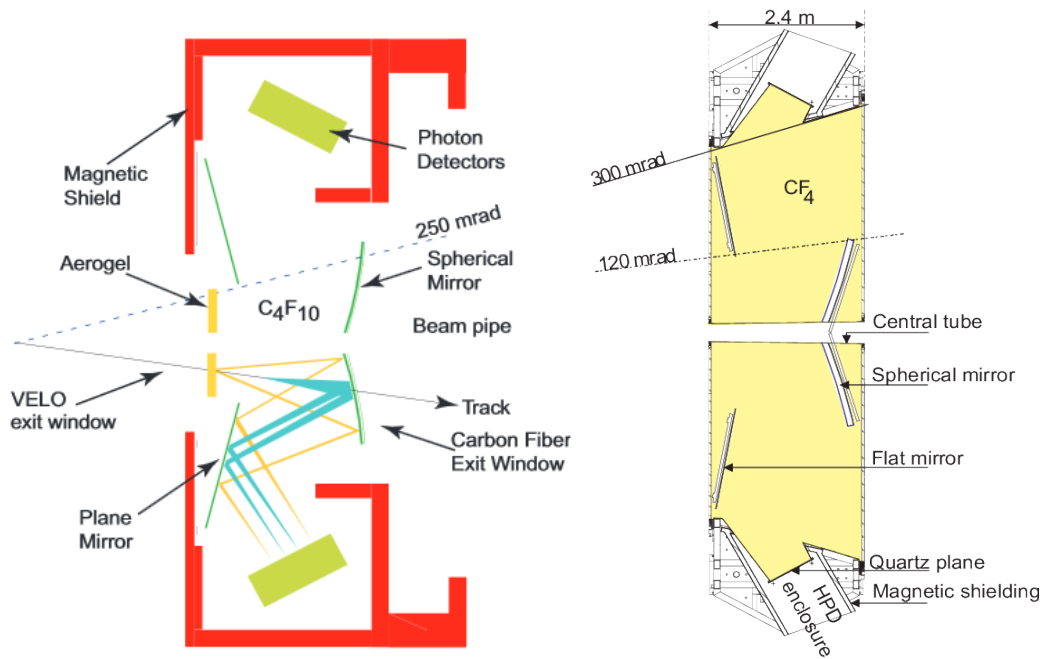 Magnetic
Shield
Photon
Detectors
250 mrad
Aerogel
C4F10
Spherical
Mirror
Beam pipe
VELO
exit window
Track
Carbon Fiber
Exit Window
Plane
Mirror
2.4 m
300 mrad
CF4
120 mrad
Central tube
Spherical mirror
Flat mirror
Quartz plane
Magnetic shielding
HPD
enclosure